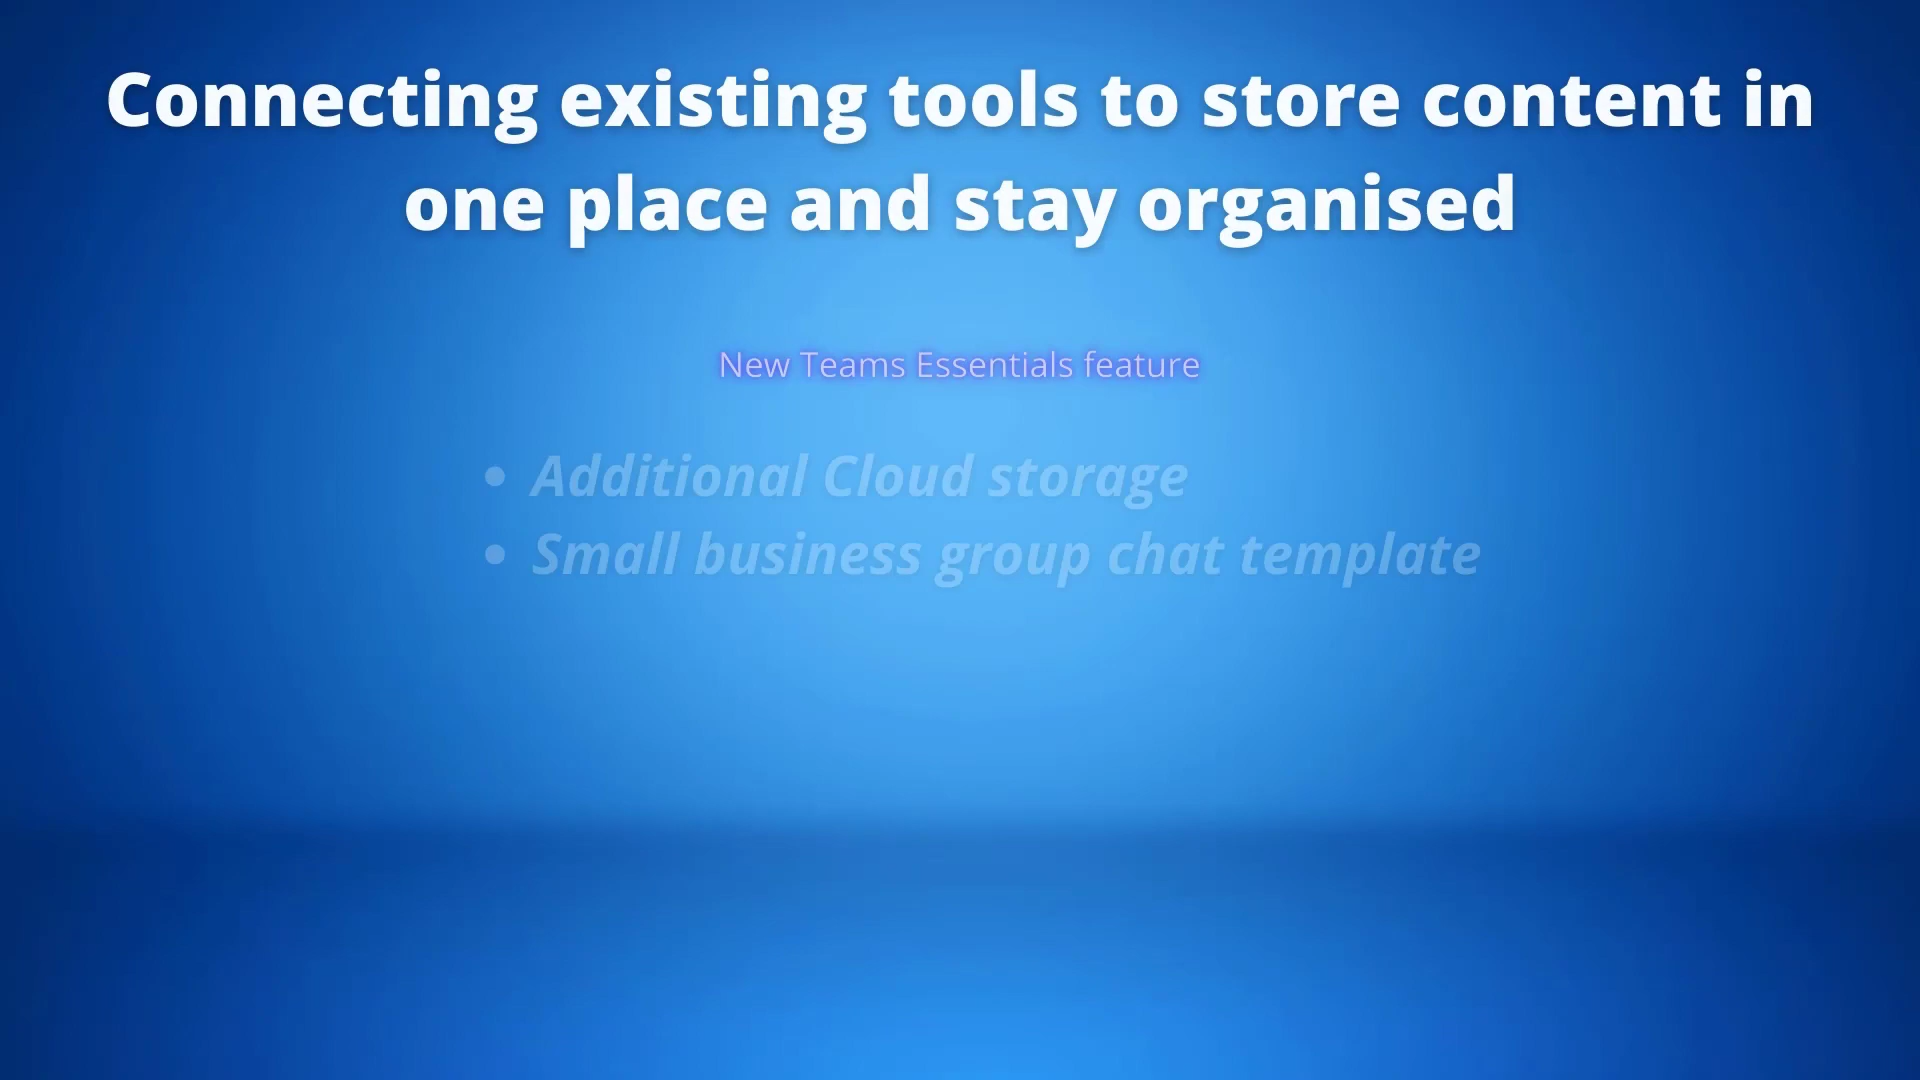 Connecting existing tools to store content in
one place and stay organised
New Teams Essentials feature
• Additional Cloud storage
• Small business group chat template